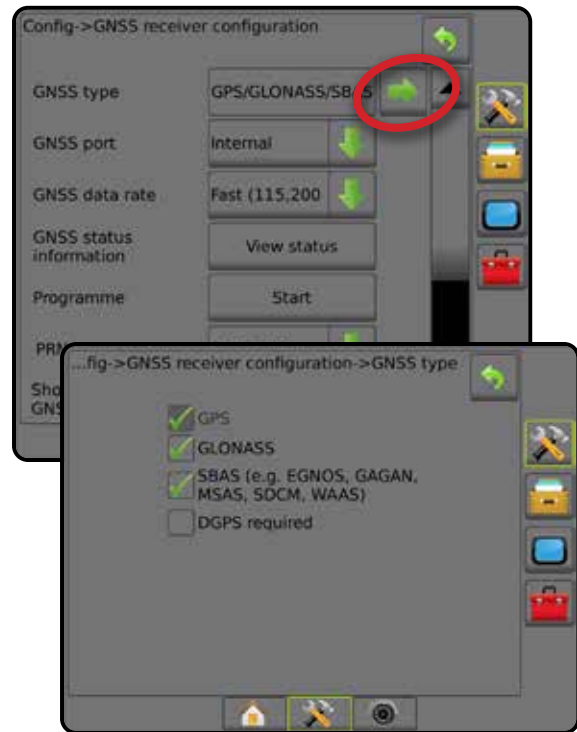 Config->GNSS receiver configuration
GNSS type
GPS/GLONASS/SBAS
GNSS port
Internal
GNSS data rate
Fast (115,200
GNSS status
information
View status
Programme
Start
PRN
...fig->GNSS receiver configuration->GNSS type
GPS
GLONASS
SBAS (e.g. EGNOS, GAGAN,
MSAS, SDCM, WAAS)
DGPS required